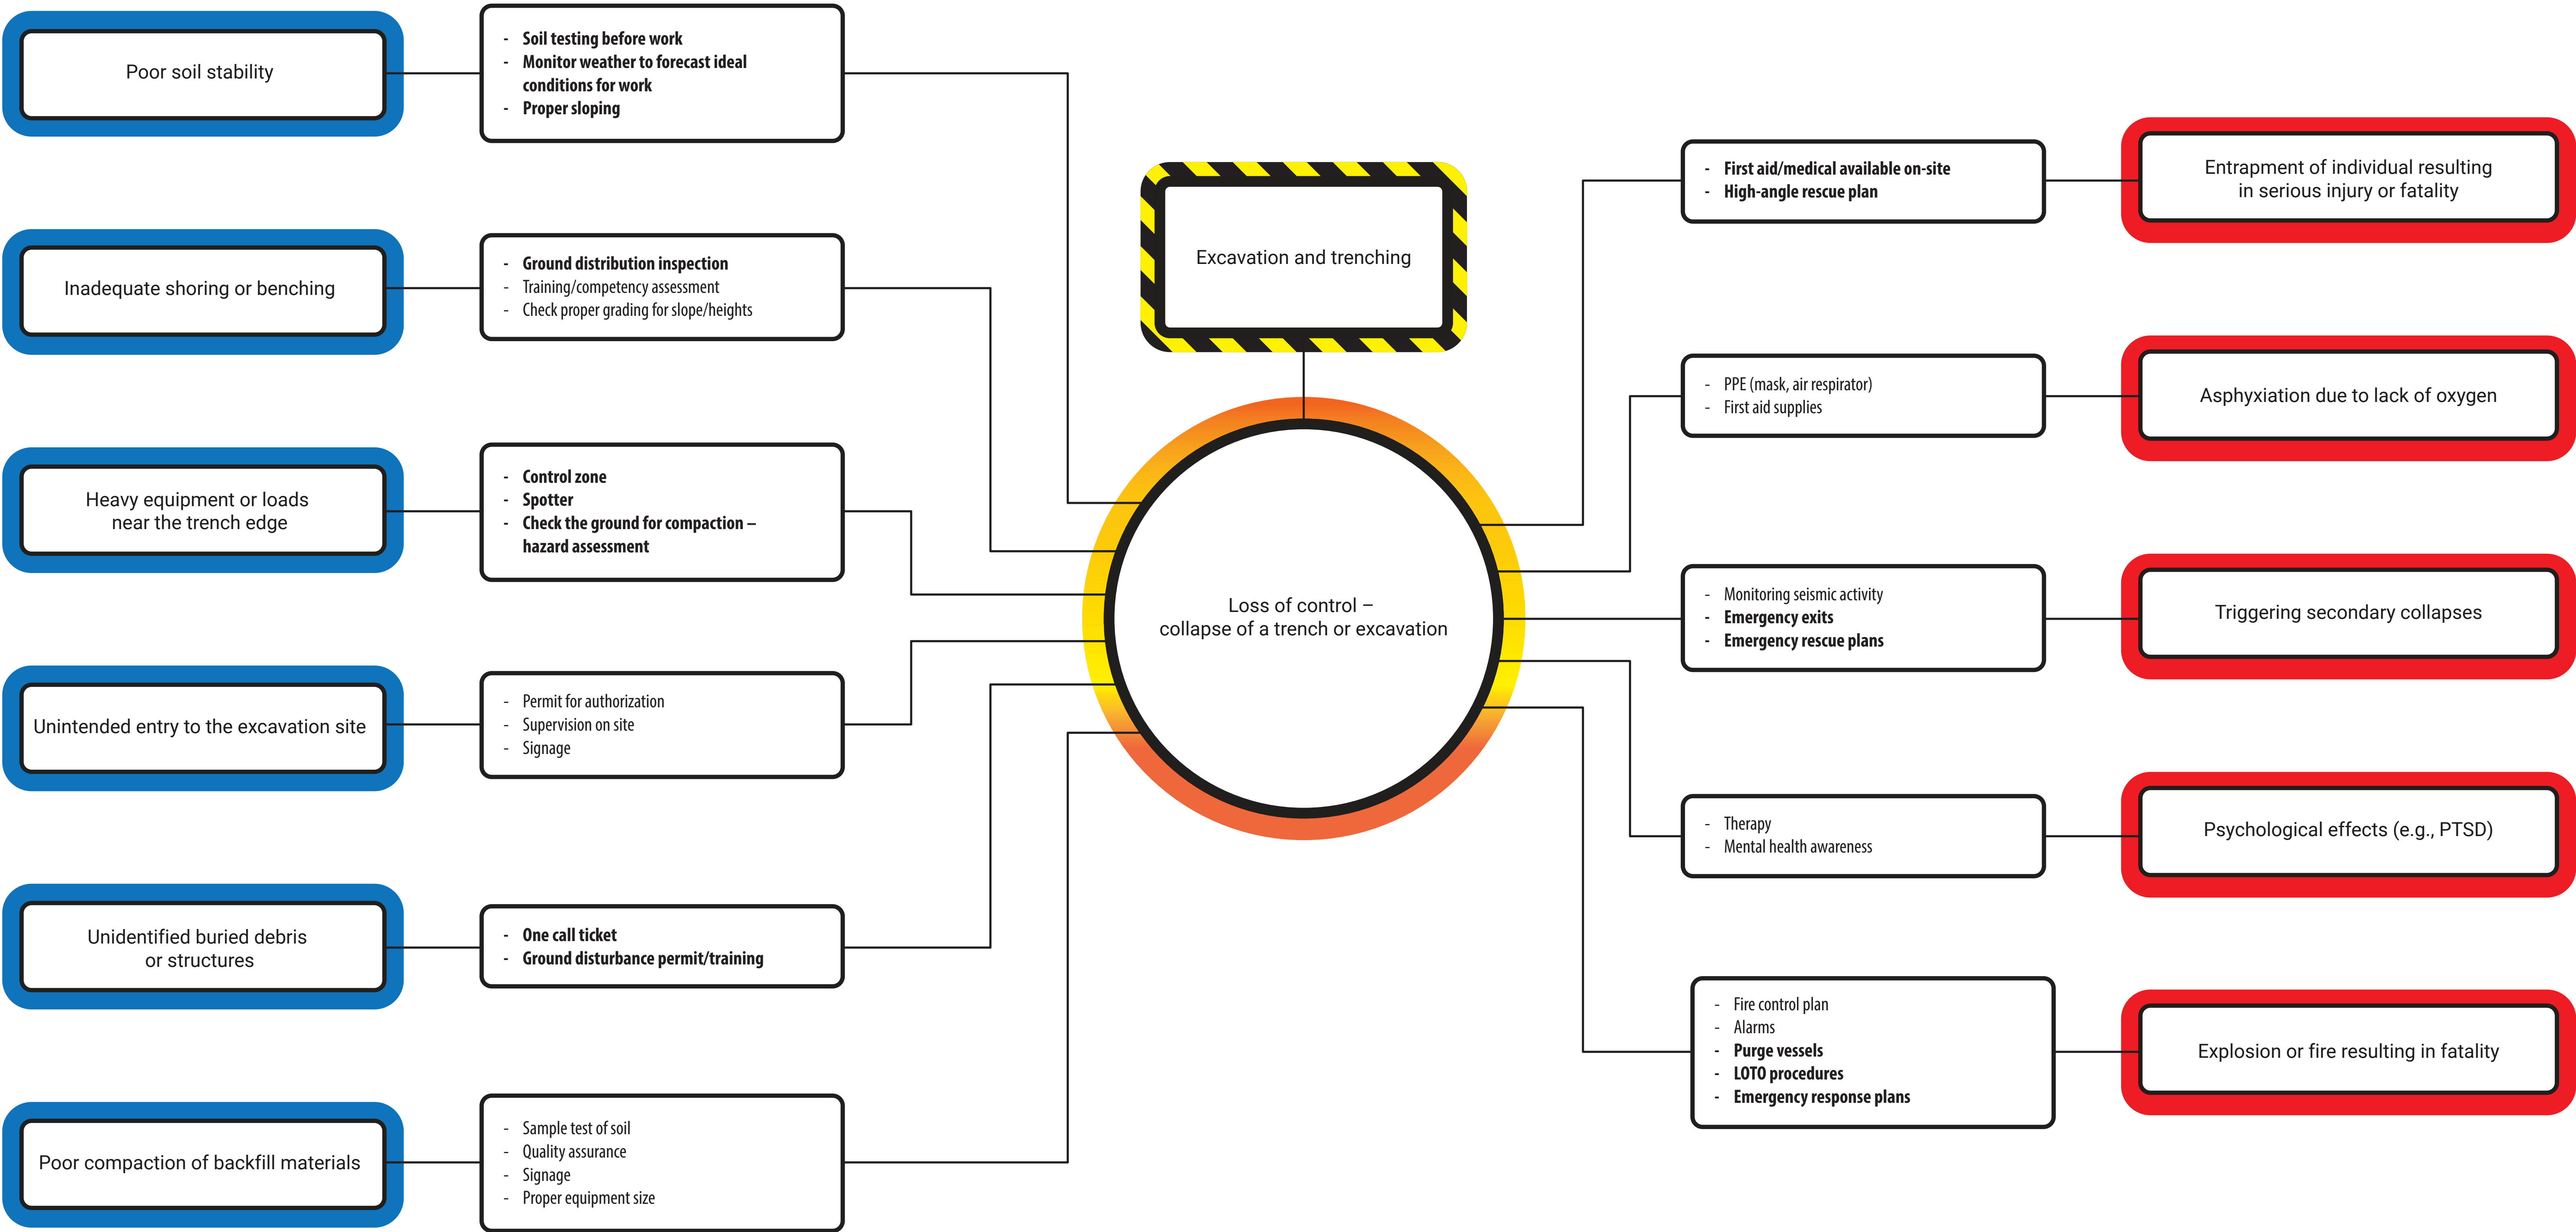 Poor soil stability
- Soil testing before work
- Monitor weather to forecast ideal
conditions for work
- Proper sloping
Inadequate shoring or benching
- Ground distribution inspection
- Training/competency assessment
- Check proper grading for slope/heights
Heavy equipment or loads
near the trench edge
- Control zone
- Spotter
- Check the ground for compaction –
hazard assessment
Unintended entry to the excavation site
- Permit for authorization
- Supervision on site
- Signage
Unidentified buried debris
or structures
- One call ticket
- Ground disturbance permit/training
Poor compaction of backfill materials
- Sample test of soil
- Quality assurance
- Signage
- Proper equipment size
Excavation and trenching
Loss of control –
collapse of a trench or excavation
- First aid/medical available on-site
- High-angle rescue plan
Entrapment of individual resulting
in serious injury or fatality
- PPE (mask, air respirator)
- First aid supplies
Asphyxiation due to lack of oxygen
- Monitoring seismic activity
- Emergency exits
- Emergency rescue plans
Triggering secondary collapses
- Therapy
- Mental health awareness
Psychological effects (e.g., PTSD)
- Fire control plan
- Alarms
- Purge vessels
- LOTO procedures
- Emergency response plans
Explosion or fire resulting in fatality